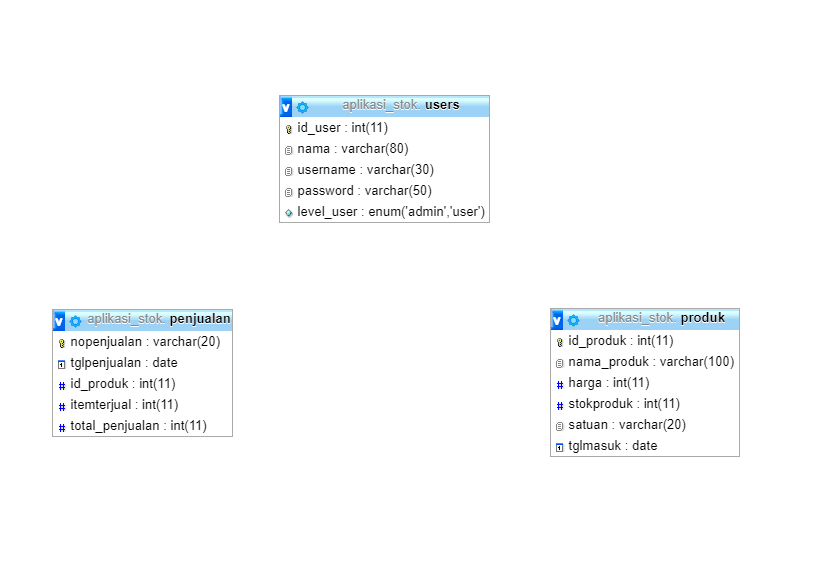 aplikasi_stok. users
id_user : int(11)
nama : varchar(80)
username : varchar(30)
password : varchar(50)
level_user : enum('admin','user')
aplikasi_stok. penjualan
nopenjualan : varchar(20)
tglpenjualan : date
id_produk : int(11)
itemterjual : int(11)
total_penjualan : int(11)
aplikasi_stok. produk
id_produk : int(11)
nama_produk : varchar(100)
harga : int(11)
stokproduk : int(11)
satuan : varchar(20)
tglmasuk : date